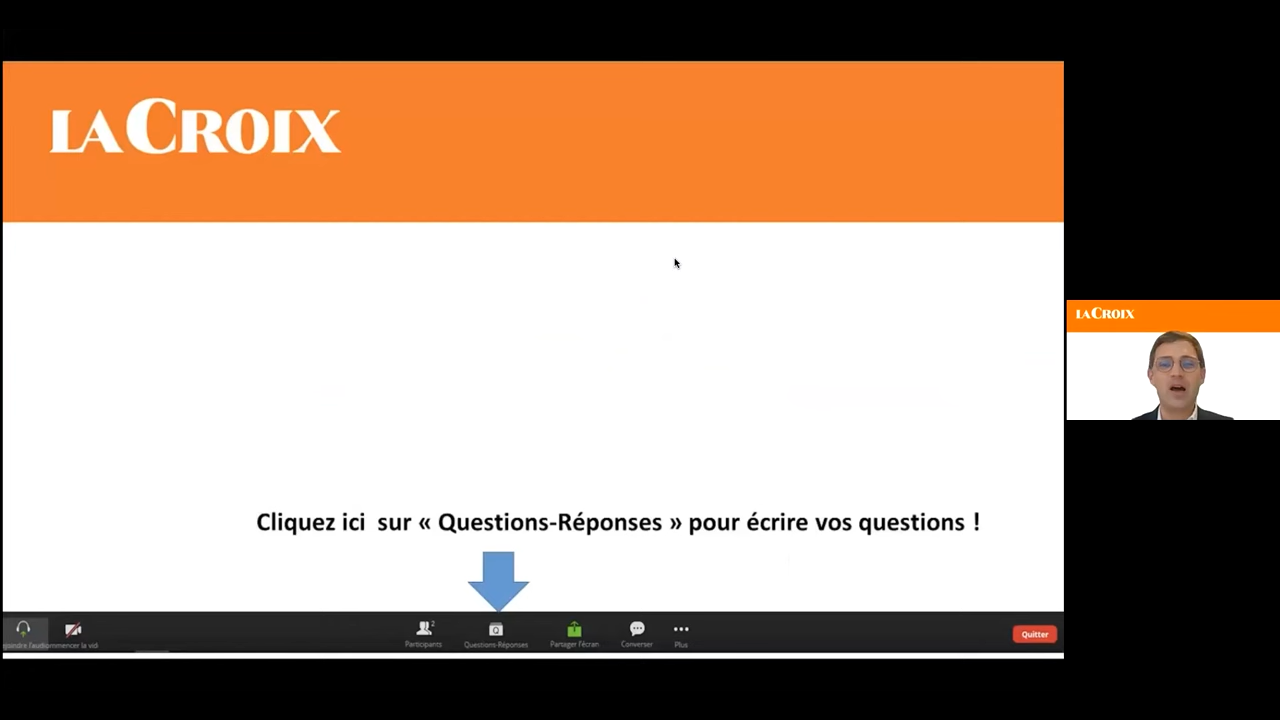 LACROIX
LACROIX
Cliquez ici sur « Questions-Réponses » pour écrire vos questions !
Participants
2
Questions-Réponses
Partager l'écran
Converser
Plus
Quitter